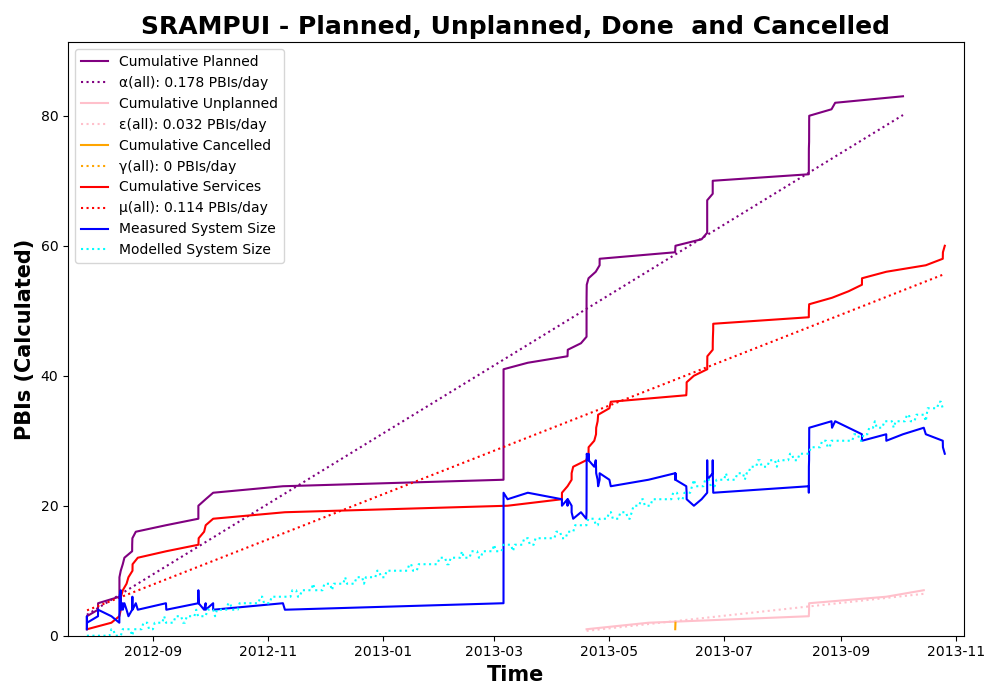 SRAMPUI - Planned, Unplanned, Done  and Cancelled
Cumulative Planned
α(all): 0.178 PBIs/day
Cumulative Unplanned
ε(all): 0.032 PBIs/day
Cumulative Cancelled
γ(all): 0 PBIs/day
Cumulative Services
μ(all): 0.114 PBIs/day
Measured System Size
Modelled System Size
PBIs (Calculated)
80
60
40
20
0
2012-09 2012-11 2013-01 2013-03 2013-05 2013-07 2013-09 2013-11
Time